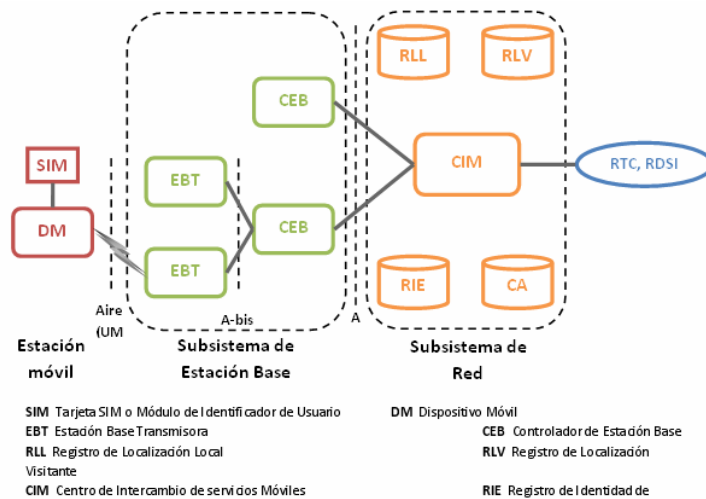 RLL
RLV
CEB
SIM
EBT
CIM
RTC, RDSI
DM
CEB
EBT
RIE
CA
Aire
(UM
A-bis
A
Estación
móvil
Subsistema de
Estación Base
Subsistema de
Red
SIM Tarjeta SIM o Módulo de Identificador de Usuario
DM Dispositivo Móvil
EBT Estación Base Transmisora
CEB Controlador de Estación Base
RLL Registro de Localización Local
RLV Registro de Localización
Visitante
CIM Centro de Intercambio de servicios Móviles
RIE Registro de Identidad de